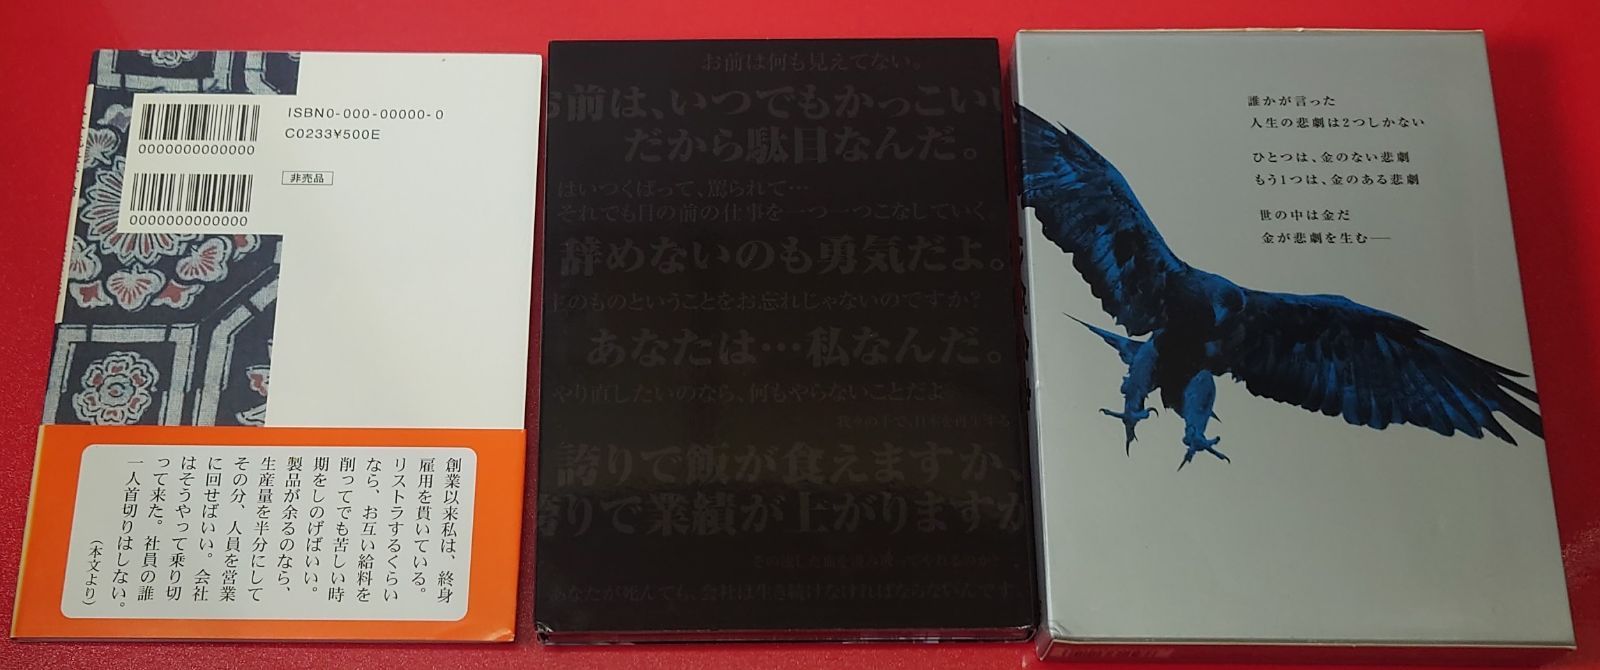 ISBN0-000-00000-0
C0233¥500E
0000000000000
非売品
0000000000000
創業以来私は、終身
雇用を貫いている。
リストラするくらい
なら、お互い給料を
削ってでも苦しい時
期をしのげばいい。
製品が余るのなら、
生産量を半分にして
その分、人員を営業
に回せばいい。会社
はそうやって乗り切
って来た。社員の誰
一人首切りはしない。
（本文より）
お前は何も見えてない。
お前は、いつでもかっこいい
だから駄目なんだ。
はいつくばって、罵られて…
それでも目の前の仕事を一つ一つこなしていく。
辞めないのも勇気だよ。
のものということをお忘れじゃないのですか?
あなたは…私なんだ。
やり直したいのなら、何もやらないことだよ。
我々の手で、日本を再生する
誇りで飯が食えますか、
誇りで業績が上がりますか
あなたが死んでも、会社は生き続けなければならないんです。
誰かが言った
人生の悲劇は2つしかない
ひとつは、金のない悲劇
もう1つは、金のある悲劇
世の中は金だ
金が悲劇を生む――